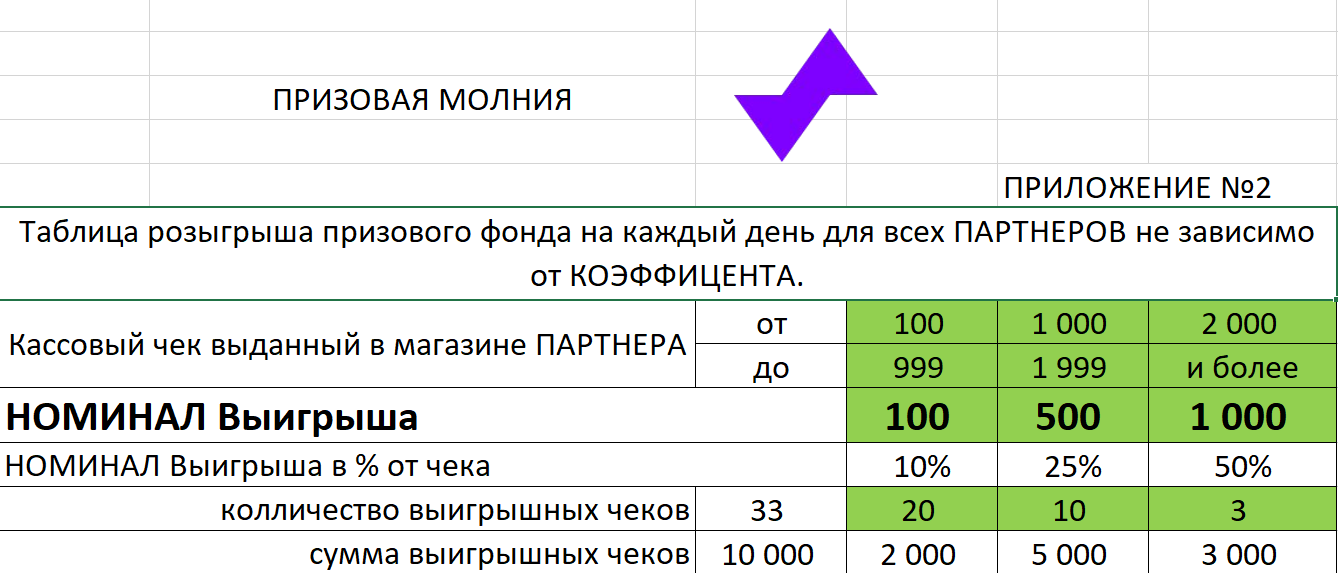 ПРИЗОВАЯ МОЛНИЯ
ПРИЛОЖЕНИЕ №2
Таблица розыгрыша призового фонда на каждый день для всех ПАРТНЕРОВ не зависимо
от КОЭФФИЦЕНТА.
Кассовый чек выданный в магазине ПАРТНЕРА от 100 1 000 2 000
до 999 1 999 и более
НОМИНАЛ Выигрыша 100 500 1 000
НОМИНАЛ Выигрыша в % от чека 10% 25% 50%
колличество выигрышных чеков 33 20 10 3
сумма выигрышных чеков 10 000 2 000 5 000 3 000